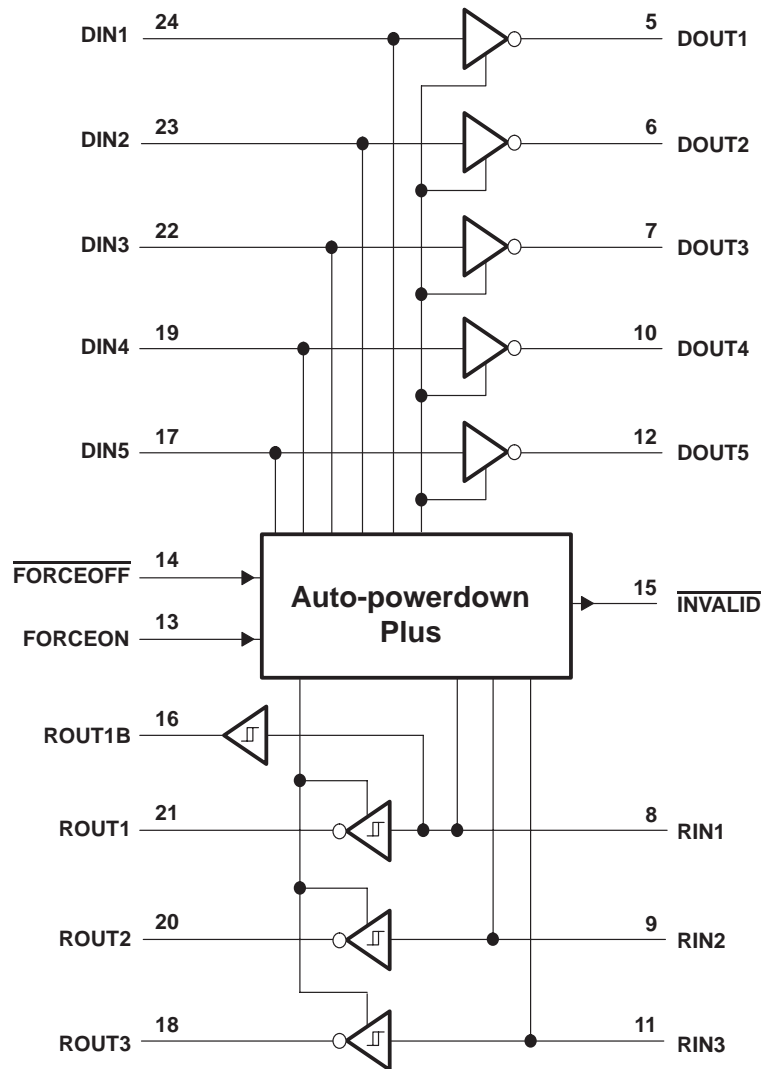 DIN1 24 5 DOUT1
DIN2 23 6 DOUT2
DIN3 22 7 DOUT3
DIN4 19 10 DOUT4
DIN5 17 12 DOUT5
FORCEOFF 14
Auto-powerdown
Plus
15 INVALID
FORCEON 13
ROUT1B 16
ROUT1 21 8 RIN1
ROUT2 20 9 RIN2
ROUT3 18 11 RIN3